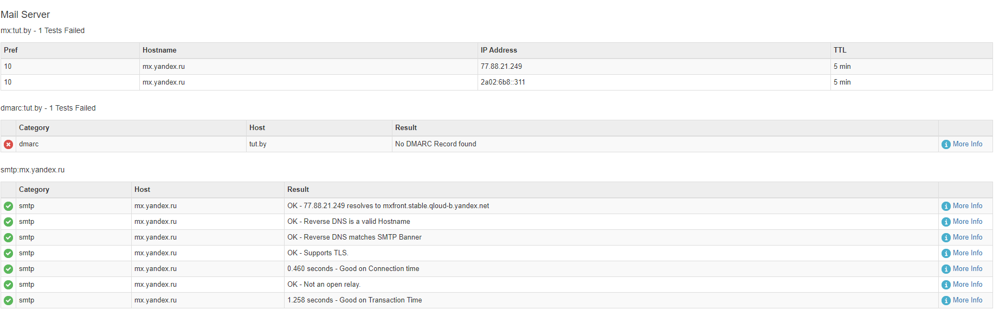 Mail Server
mx:tut.by - 1 Tests Failed
Pref Hostname IP Address TTL
10 mx.yandex.ru 77.88.21.249 5 min
10 mx.yandex.ru 2a02:6b8::311 5 min
dmarc:tut.by - 1 Tests Failed
Category Host Result
dmarc tut.by No DMARC Record found More Info
smtp:mx.yandex.ru
Category Host Result
smtp mx.yandex.ru OK - 77.88.21.249 resolves to mxfront.stable.qloud-b.yandex.net More Info
smtp mx.yandex.ru OK - Reverse DNS is a valid Hostname More Info
smtp mx.yandex.ru OK - Reverse DNS matches SMTP Banner More Info
smtp mx.yandex.ru OK - Supports TLS. More Info
smtp mx.yandex.ru 0.460 seconds - Good on Connection time More Info
smtp mx.yandex.ru OK - Not an open relay. More Info
smtp mx.yandex.ru 1.258 seconds - Good on Transaction Time More Info